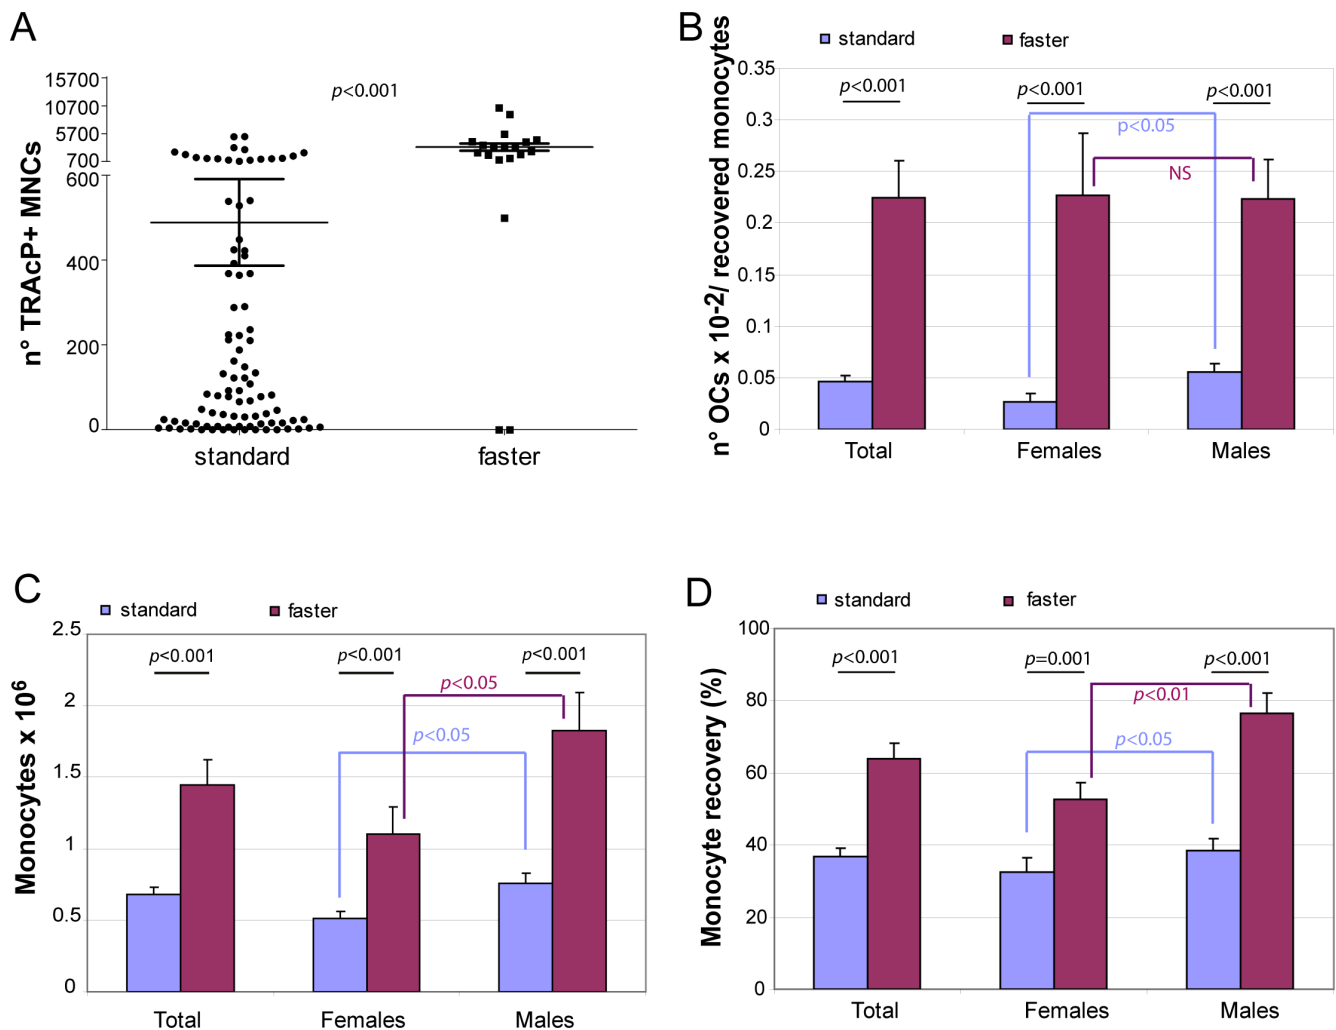 A
n° TRAcP+ MNCs
15700
10700
5700
700
600
400
200
0
p<0.001
standard
faster
B
standard
faster
n° OCs x 10-2/ recovered monocytes
0.35
0.3
0.25
0.2
0.15
0.1
0.05
0
p<0.001
p<0.001
p<0.001
p<0.05
NS
Total
Females
Males
C
standard
faster
Monocytes x 10⁶
2.5
2
1.5
1
0.5
0
p<0.001
p<0.001
p<0.001
p<0.05
p<0.05
Total
Females
Males
D
standard
faster
Monocyte recovery (%)
100
80
60
40
20
0
p<0.001
p=0.001
p<0.001
p<0.01
p<0.05
Total
Females
Males